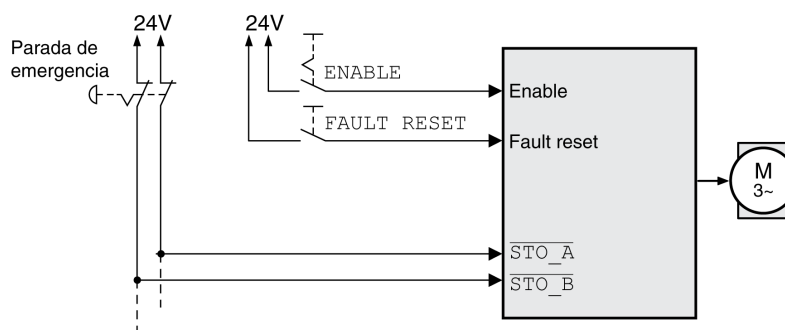 24V
24V
Parada de
emergencia
ENABLE
Enable
FAULT RESET
Fault reset
M
3~
STO_A
STO_B